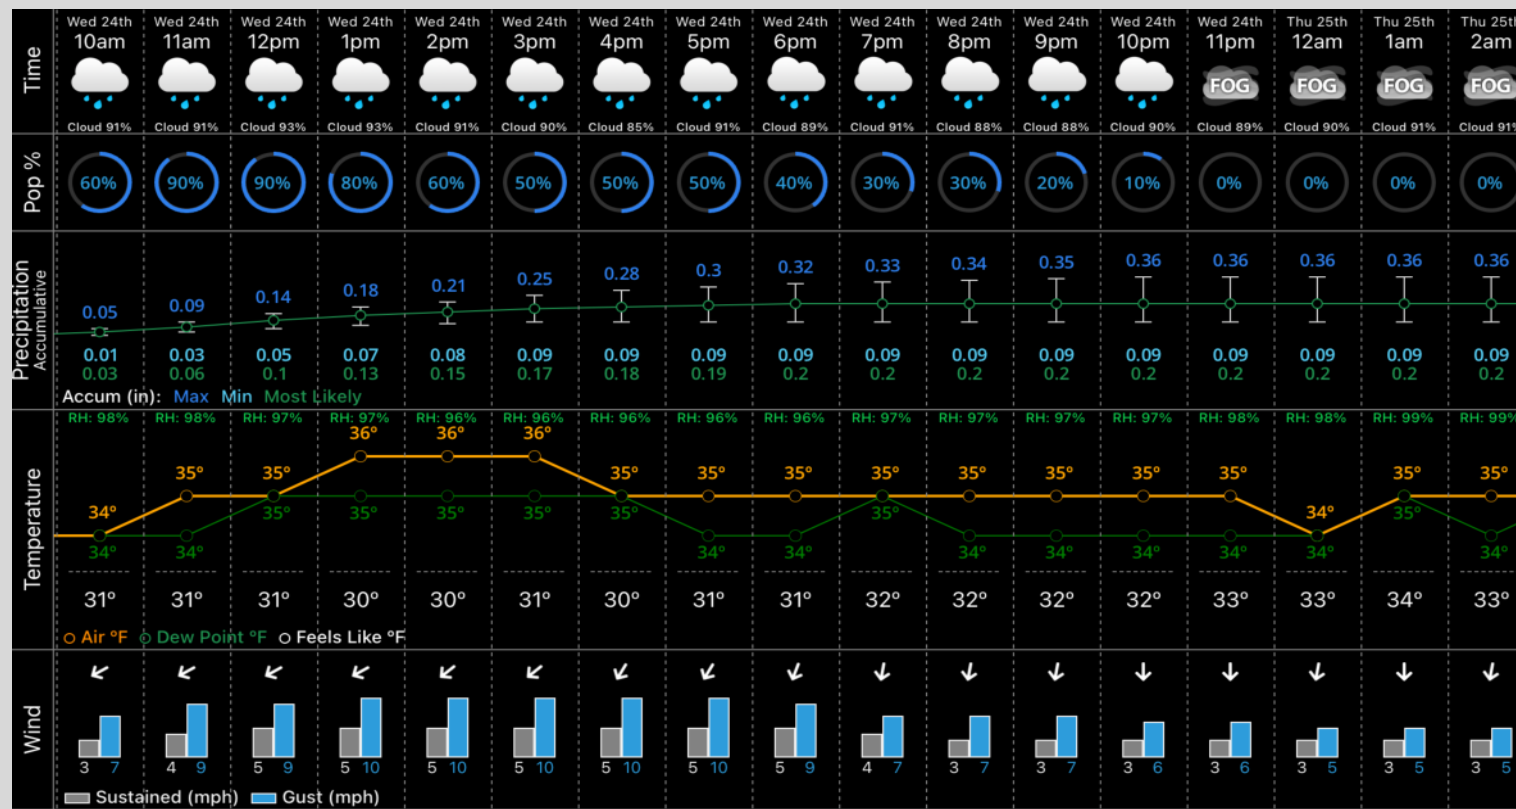 Wed 24th Wed 24th Wed 24th Wed 24th Wed 24th Wed 24th Wed 24th Wed 24th Wed 24th Wed 24th Wed 24th Wed 24th Wed 24th Wed 24th Thu 25th Thu 25th Thu 25th
Time 10am 11am 12pm 1pm 2pm 3pm 4pm 5pm 6pm 7pm 8pm 9pm 10pm 11pm 12am 1am 2am
FOG FOG FOG FOG
Cloud 91% Cloud 91% Cloud 93% Cloud 93% Cloud 91% Cloud 90% Cloud 85% Cloud 91% Cloud 89% Cloud 91% Cloud 88% Cloud 88% Cloud 90% Cloud 89% Cloud 90% Cloud 91% Cloud 91%
Pop % 60% 90% 90% 80% 60% 50% 50% 50% 40% 30% 30% 20% 10% 0% 0% 0% 0%
Precipitation
Accumulative
0.05 0.09 0.14 0.18 0.21 0.25 0.28 0.3 0.32 0.33 0.34 0.35 0.36 0.36 0.36 0.36 0.36
0.01 0.03 0.05 0.07 0.08 0.09 0.09 0.09 0.09 0.09 0.09 0.09 0.09 0.09 0.09 0.09 0.09
0.03 0.06 0.1 0.13 0.15 0.17 0.18 0.19 0.2 0.2 0.2 0.2 0.2 0.2 0.2 0.2 0.2
Accum (in): Max Min Most Likely
RH: 98% RH: 98% RH: 97% RH: 97% RH: 96% RH: 96% RH: 96% RH: 96% RH: 96% RH: 97% RH: 97% RH: 97% RH: 97% RH: 98% RH: 98% RH: 99% RH: 99%
Temperature
34° 35° 35° 36° 36° 36° 35° 35° 35° 35° 35° 35° 35° 35° 34° 35° 35°
34° 34° 35° 35° 35° 35° 35° 34° 34° 35° 34° 34° 34° 34° 34° 35° 34°
31° 31° 31° 30° 30° 31° 30° 31° 31° 32° 32° 32° 32° 33° 33° 34° 33°
Air °F Dew Point °F Feels Like °F
Wind
3 7 4 9 5 9 5 10 5 10 5 10 5 10 5 10 5 9 4 7 3 7 3 7 3 6 3 6 3 5 3 5 3 5
Sustained (mph) Gust (mph)